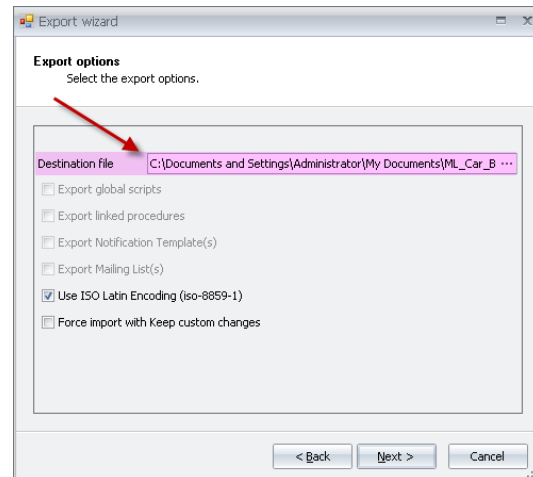 Export wizard
Export options
Select the export options.
Destination file C:\Documents and Settings\Administrator\My Documents\ML_Car_B ...
Export global scripts
Export linked procedures
Export Notification Template(s)
Export Mailing List(s)
Use ISO Latin Encoding (iso-8859-1)
Force import with Keep custom changes
< Back Next > Cancel